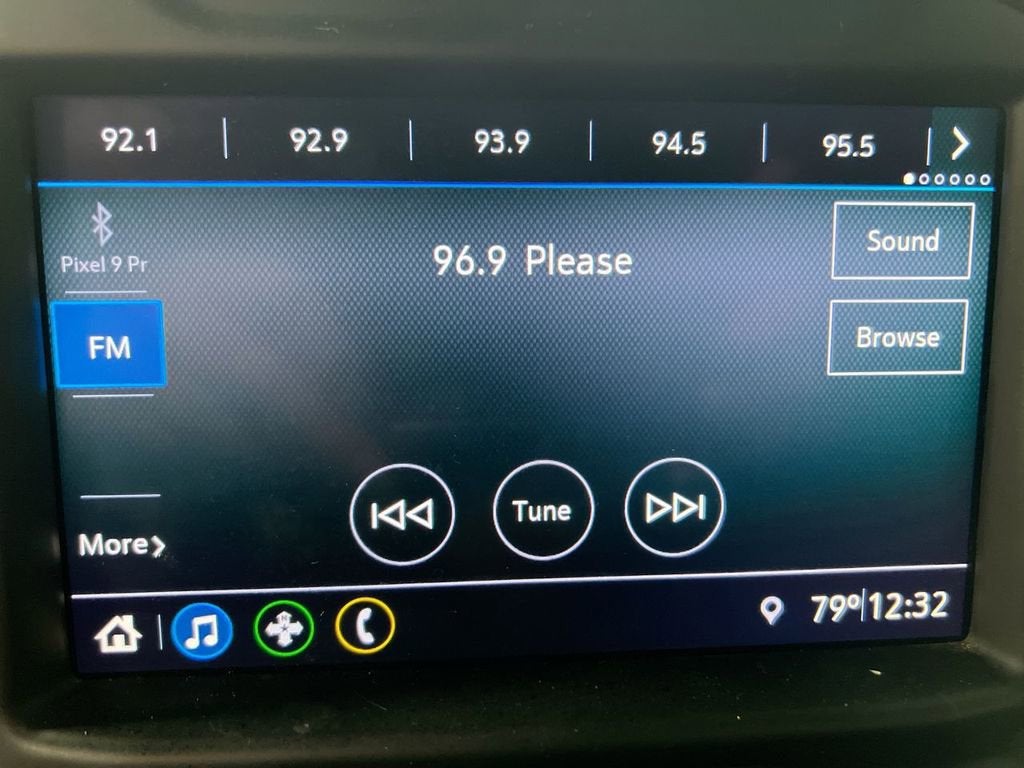 92.1 92.9 93.9 94.5 95.5
Pixel 9 Pr
96.9 Please
Sound
Browse
FM
Tune
More
79° 12:32